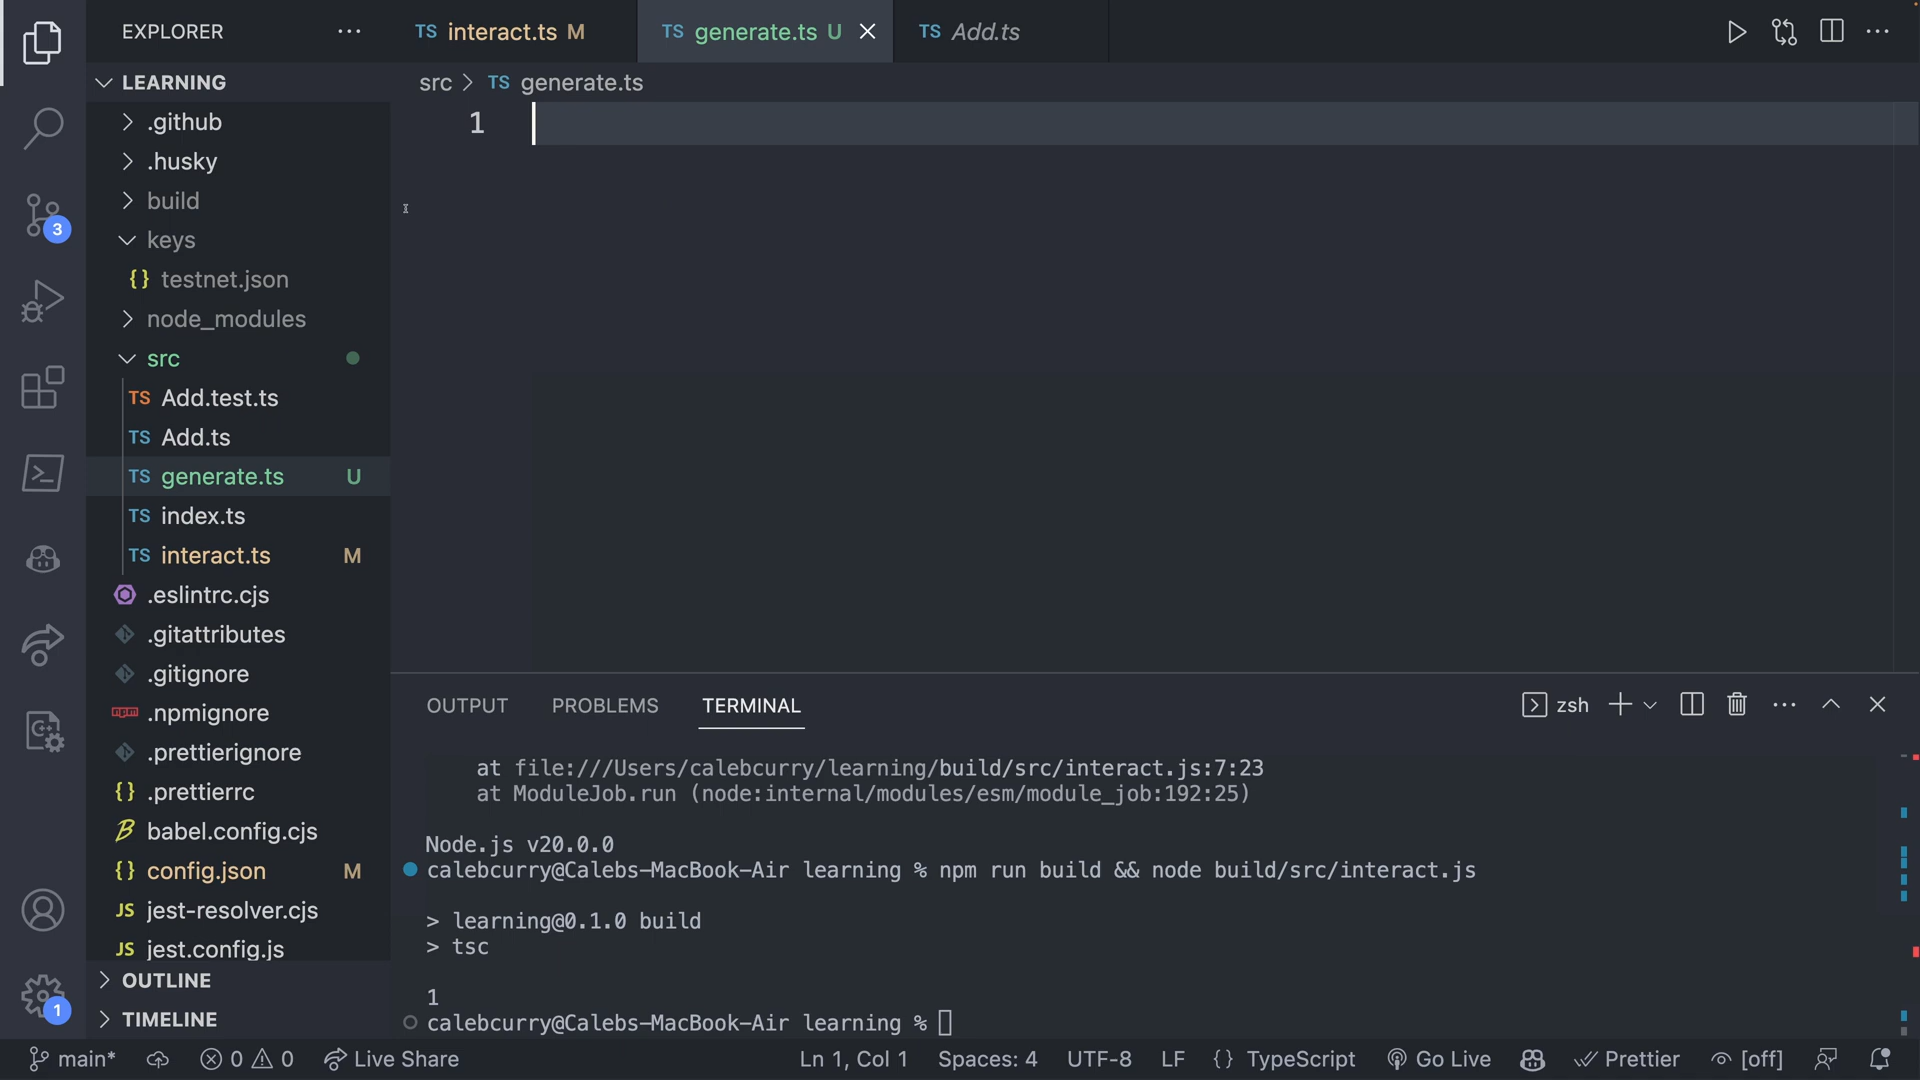 EXPLORER
TS interact.ts M
TS generate.ts U
TS Add.ts
LEARNING
src > TS generate.ts
1
.github
.husky
build
keys
{} testnet.json
node_modules
src
TS Add.test.ts
TS Add.ts
TS generate.ts U
TS index.ts
TS interact.ts M
.eslintrc.cjs
.gitattributes
.gitignore
npm .npmignore
.prettierignore
{} .prettierrc
B babel.config.cjs
{} config.json M
JS jest-resolver.cjs
JS jest.config.js
OUTLINE
TIMELINE
3
1
OUTPUT PROBLEMS TERMINAL
zsh
at file:///Users/calebcurry/learning/build/src/interact.js:7:23
at ModuleJob.run (node:internal/modules/esm/module_job:192:25)
Node.js v20.0.0
calebcurry@Calebs-MacBook-Air learning % npm run build && node build/src/interact.js
> learning@0.1.0 build
> tsc
1
calebcurry@Calebs-MacBook-Air learning %
main* 0 0 Live Share Ln 1, Col 1 Spaces: 4 UTF-8 LF {} TypeScript Go Live Prettier [off]